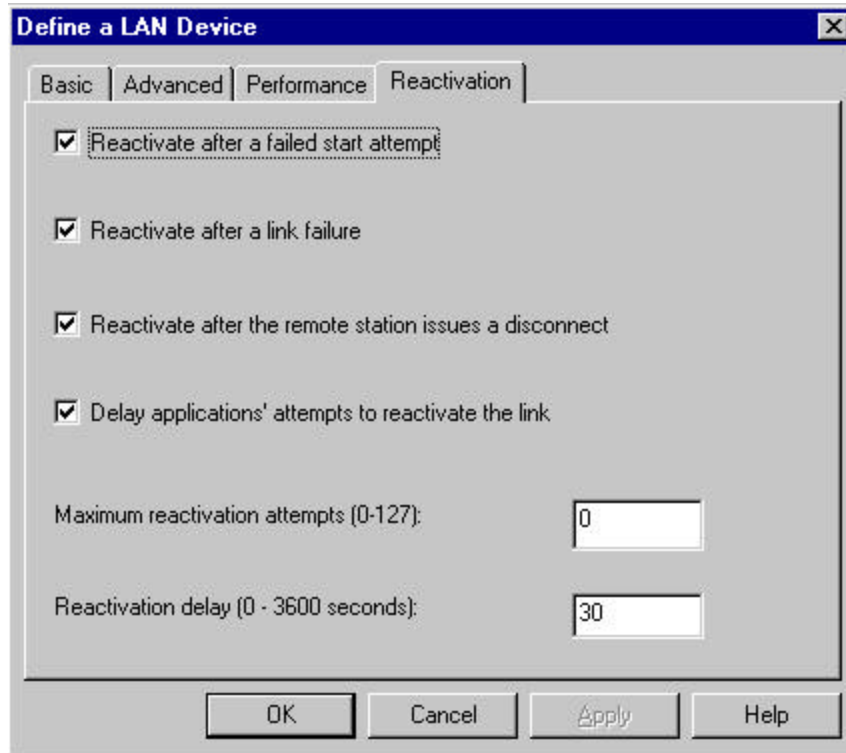 Define a LAN Device
Basic Advanced Performance Reactivation
Reactivate after a failed start attempt
Reactivate after a link failure
Reactivate after the remote station issues a disconnect
Delay applications' attempts to reactivate the link
Maximum reactivation attempts (0-127): 0
Reactivation delay (0 - 3600 seconds): 30
OK Cancel Apply Help